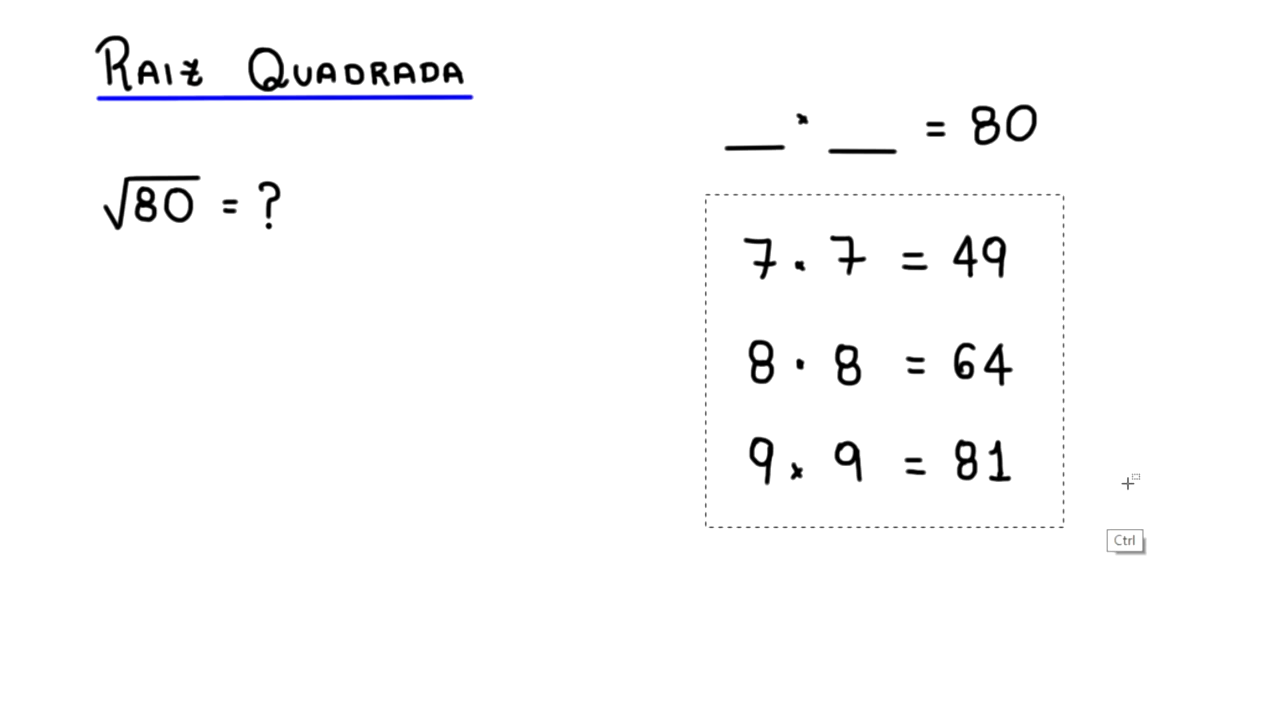 RAIZ QUADRADA
√80 = ?
__ × __ = 80
7 · 7 = 49
8 · 8 = 64
9 × 9 = 81
Ctrl